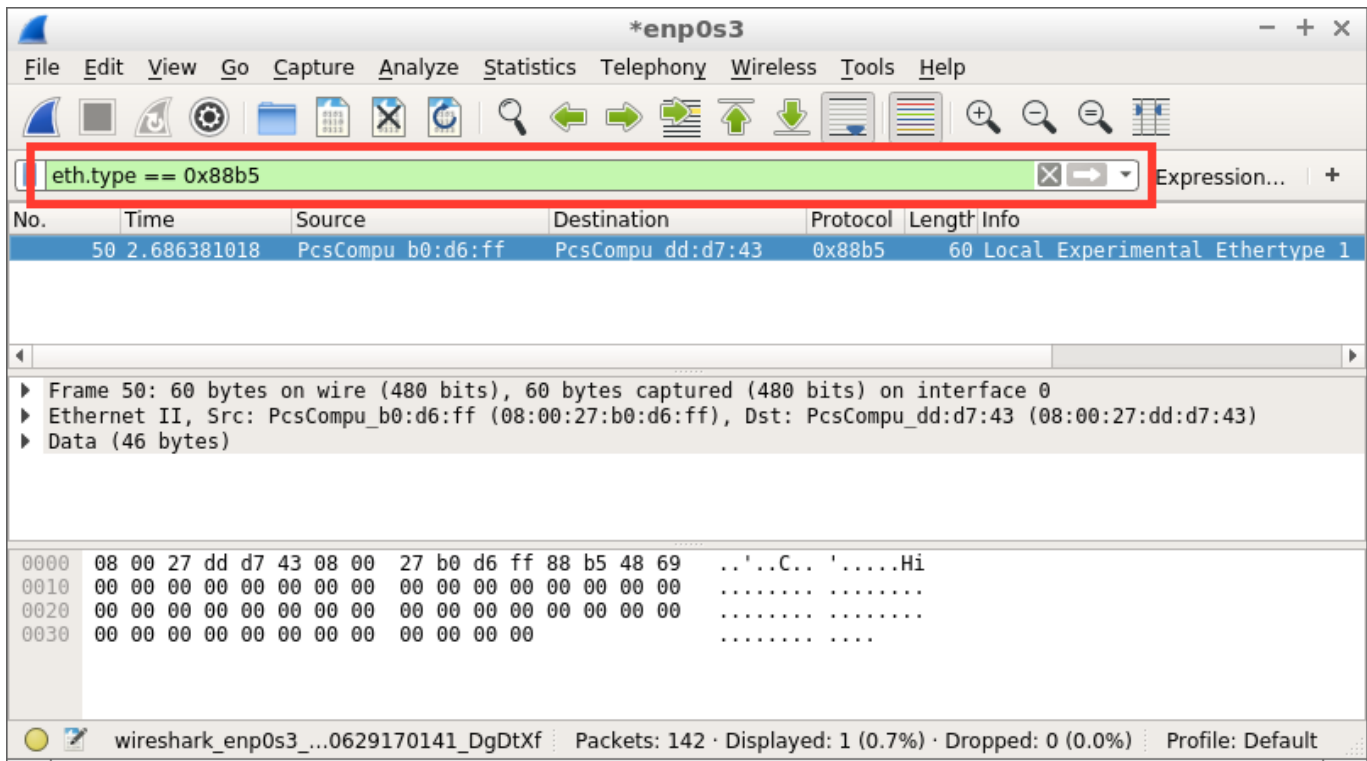 *enp0s3
File Edit View Go Capture Analyze Statistics Telephony Wireless Tools Help
eth.type == 0x88b5 Expression... +
No. Time Source Destination Protocol Length Info
50 2.686381018 PcsCompu_b0:d6:ff PcsCompu_dd:d7:43 0x88b5 60 Local Experimental Ethertype 1
Frame 50: 60 bytes on wire (480 bits), 60 bytes captured (480 bits) on interface 0
Ethernet II, Src: PcsCompu_b0:d6:ff (08:00:27:b0:d6:ff), Dst: PcsCompu_dd:d7:43 (08:00:27:dd:d7:43)
Data (46 bytes)
0000 08 00 27 dd d7 43 08 00 27 b0 d6 ff 88 b5 48 69 ..'..C.. '.....Hi
0010 00 00 00 00 00 00 00 00 00 00 00 00 00 00 00 00 ........ ........
0020 00 00 00 00 00 00 00 00 00 00 00 00 00 00 00 00 ........ ........
0030 00 00 00 00 00 00 00 00 00 00 00 00 ........ ....
wireshark_enp0s3_...0629170141_DgDtXf Packets: 142 · Displayed: 1 (0.7%) · Dropped: 0 (0.0%) Profile: Default